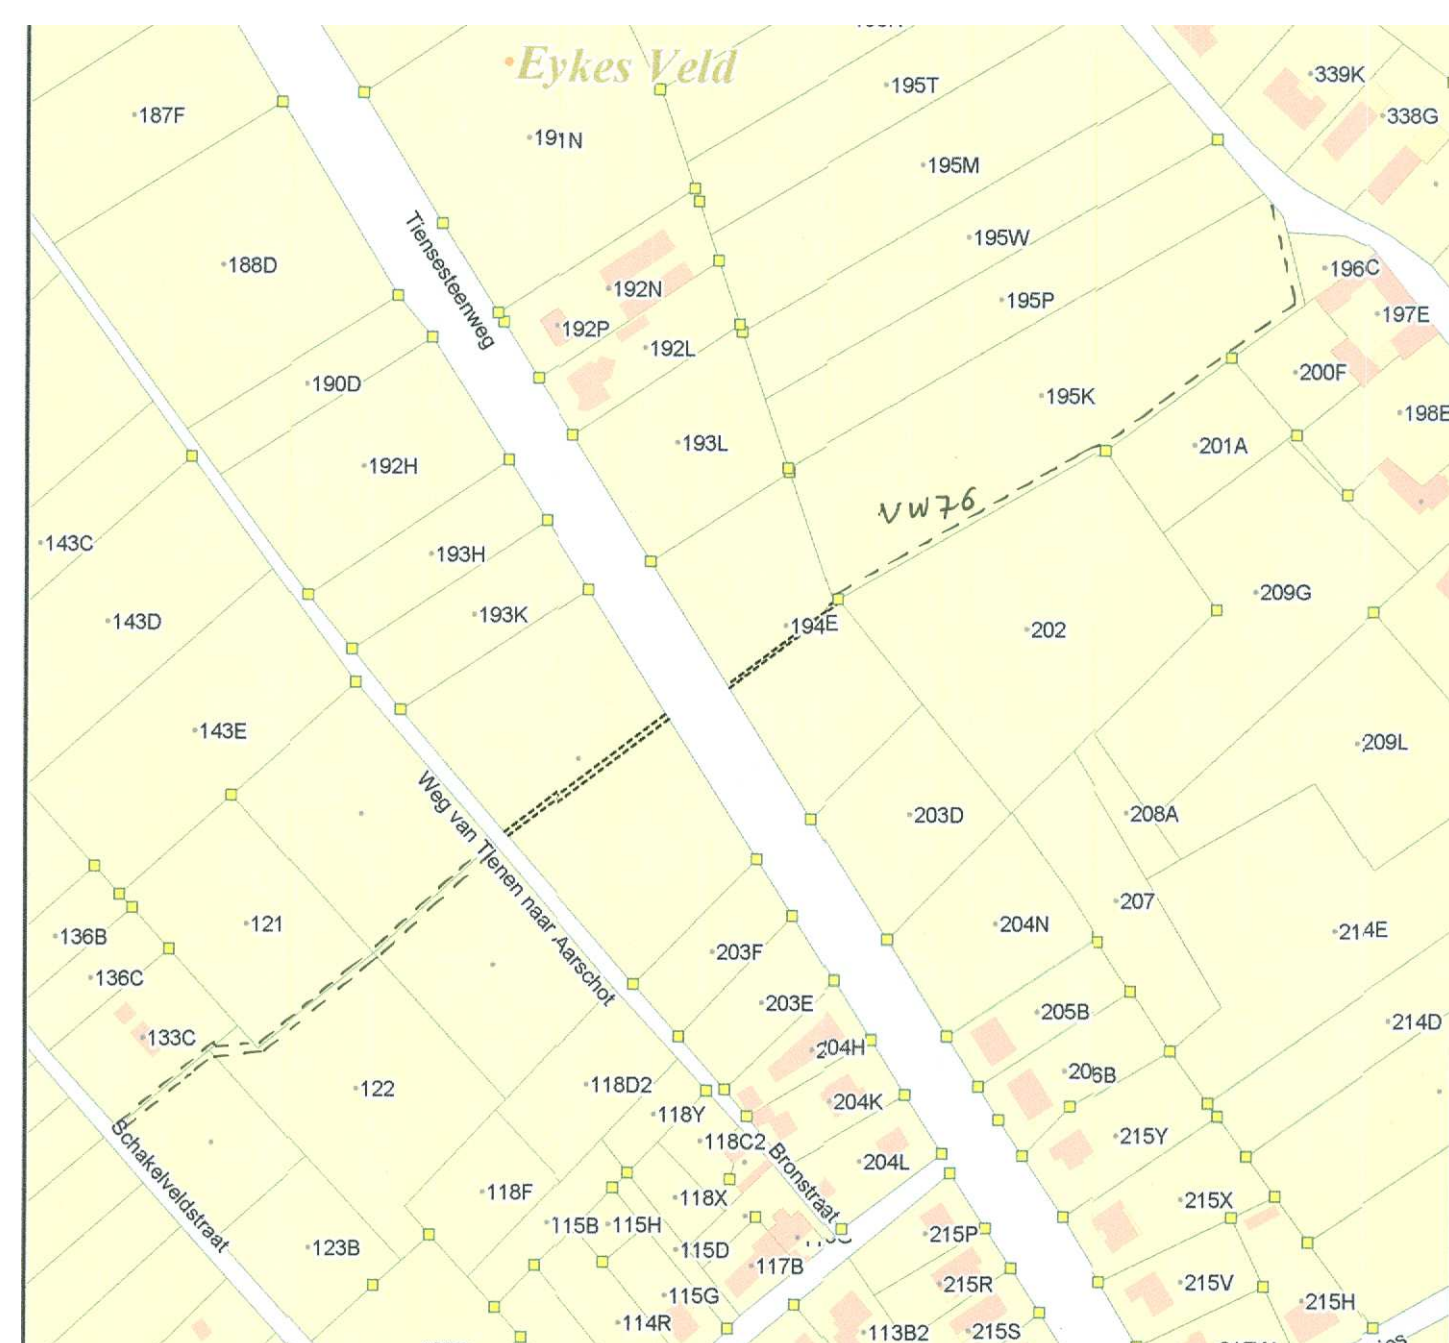 Eykes Veld
195T
339K
338G
187F
191N
195M
195W
188D
196C
192N
195P
197E
192P
192L
Tiensesteenweg
200F
190D
195K
198E
193L
201A
192H
VW76
143C
193H
209G
143D
193K
194E
202
143E
209L
Weg van Tienen naar Aarschot
203D
208A
207
121
204N
214E
136B
203F
136C
203E
205B
214D
133C
204H
206B
122
118D2
204K
118Y
215Y
118C2
Schakelveldstraat
Bronstraat
204L
118F
118X
215X
115B
115H
215P
123B
115D
117B
215R
215V
115G
215H
114R
113B2
215S